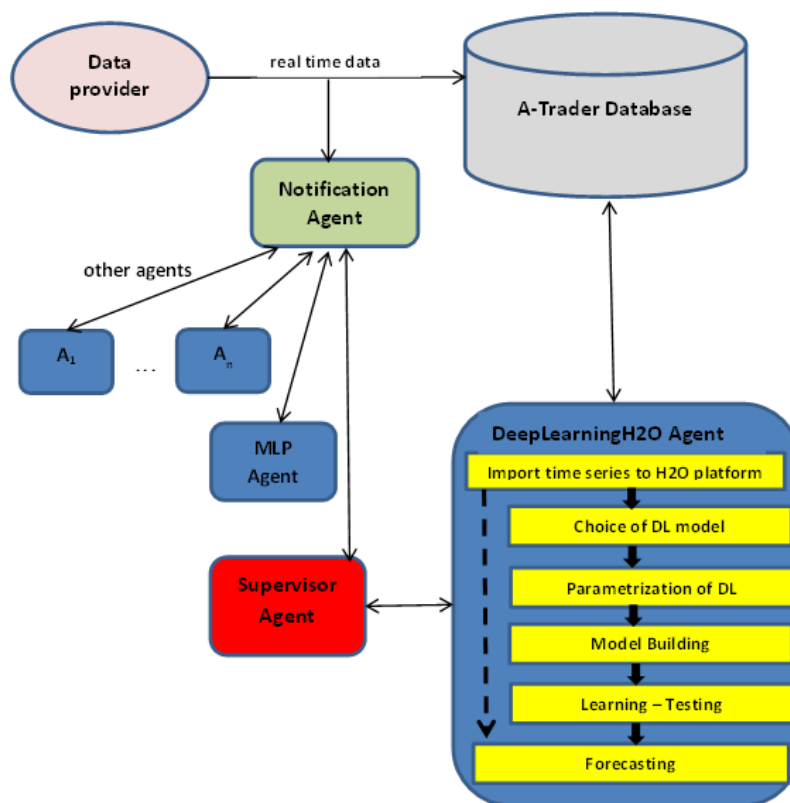 Data
provider
real time data
A-Trader Database
Notification
Agent
other agents
A1
...
An
MLP
Agent
Supervisor
Agent
DeepLearningH2O Agent
Import time series to H2O platform
Choice of DL model
Parametrization of DL
Model Building
Learning – Testing
Forecasting